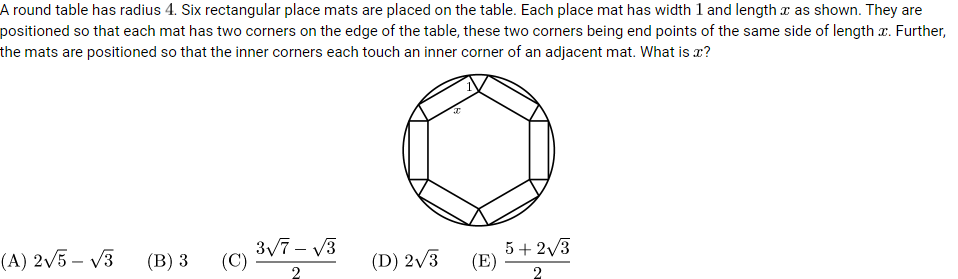 A round table has radius 4. Six rectangular place mats are placed on the table. Each place mat has width 1 and length x as shown. They are
positioned so that each mat has two corners on the edge of the table, these two corners being end points of the same side of length x. Further,
the mats are positioned so that the inner corners each touch an inner corner of an adjacent mat. What is x?
1
x
(A) 2√5 − √3 (B) 3 (C) (3√7 − √3)/2 (D) 2√3 (E) (5 + 2√3)/2